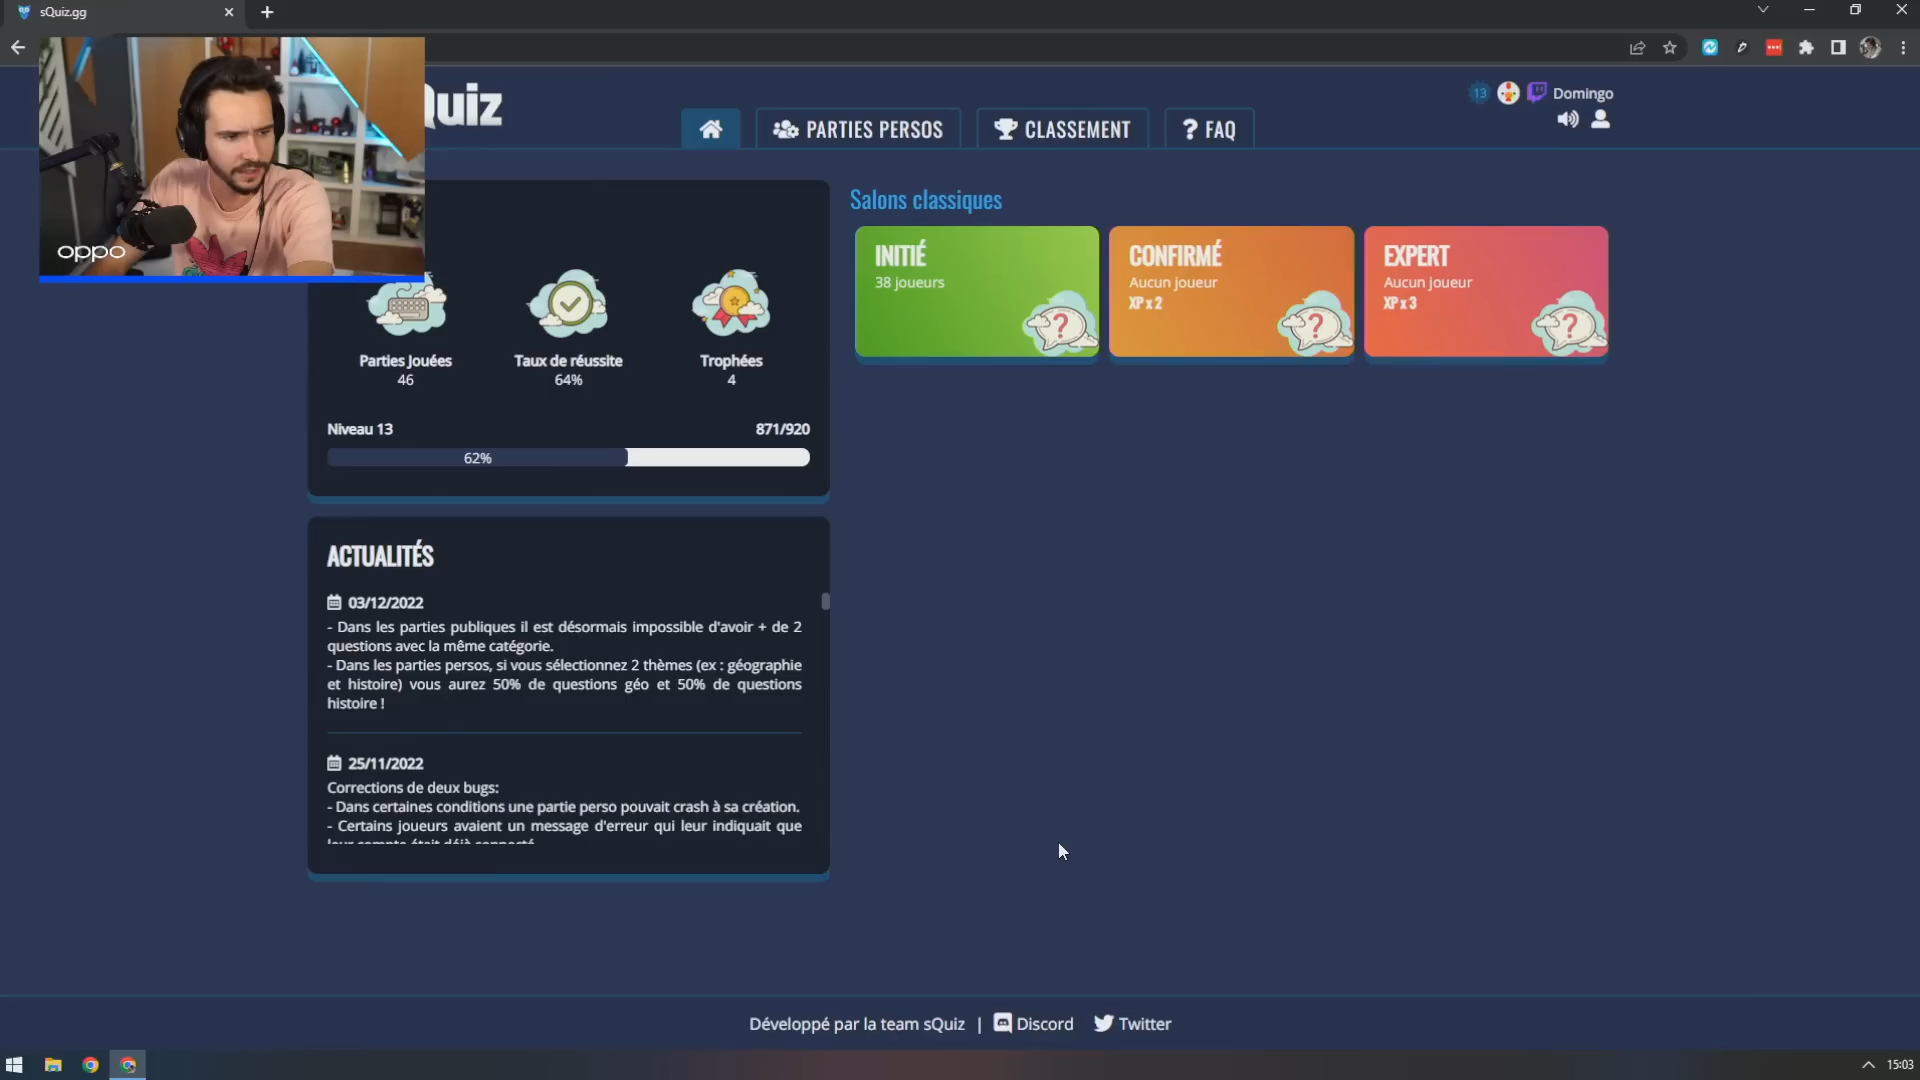 sQuiz.gg
Quiz
PARTIES PERSOS
CLASSEMENT
? FAQ
13
Domingo
oppo
Salons classiques
INITIÉ
38 joueurs
CONFIRMÉ
Aucun joueur
XP x 2
EXPERT
Aucun joueur
XP x 3
Parties Jouées
46
Taux de réussite
64%
Trophées
4
Niveau 13
871/920
62%
ACTUALITÉS
03/12/2022
- Dans les parties publiques il est désormais impossible d'avoir + de 2
questions avec la même catégorie.
- Dans les parties persos, si vous sélectionnez 2 thèmes (ex : géographie
et histoire) vous aurez 50% de questions géo et 50% de questions
histoire !
25/11/2022
Corrections de deux bugs:
- Dans certaines conditions une partie perso pouvait crash à sa création.
- Certains joueurs avaient un message d'erreur qui leur indiquait que
leur compte était déjà connecté
Développé par la team sQuiz | Discord Twitter
15:03